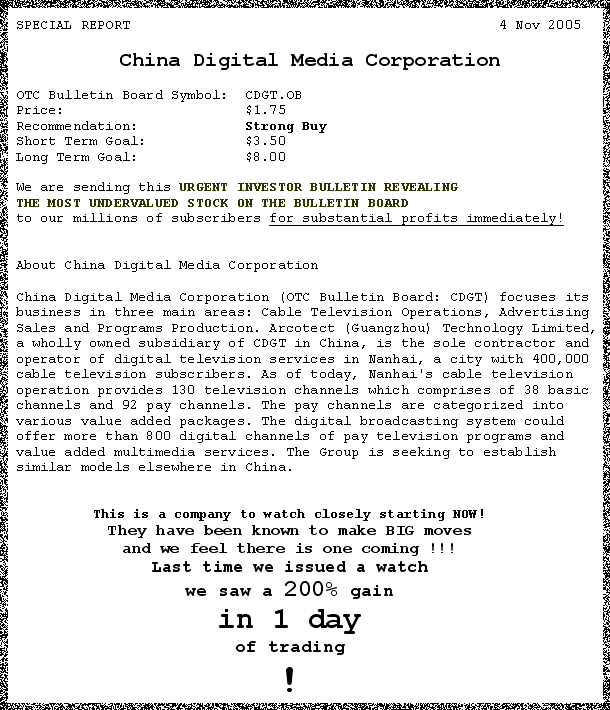 SPECIAL REPORT 4 Nov 2005
China Digital Media Corporation
OTC Bulletin Board Symbol: CDGT.OB
Price: $1.75
Recommendation: Strong Buy
Short Term Goal: $3.50
Long Term Goal: $8.00
We are sending this URGENT INVESTOR BULLETIN REVEALING
THE MOST UNDERVALUED STOCK ON THE BULLETIN BOARD
to our millions of subscribers for substantial profits immediately!
About China Digital Media Corporation
China Digital Media Corporation (OTC Bulletin Board: CDGT) focuses its
business in three main areas: Cable Television Operations, Advertising
Sales and Programs Production. Arcotect (Guangzhou) Technology Limited,
a wholly owned subsidiary of CDGT in China, is the sole contractor and
operator of digital television services in Nanhai, a city with 400,000
cable television subscribers. As of today, Nanhai's cable television
operation provides 130 television channels which comprises of 38 basic
channels and 92 pay channels. The pay channels are categorized into
various value added packages. The digital broadcasting system could
offer more than 800 digital channels of pay television programs and
value added multimedia services. The Group is seeking to establish
similar models elsewhere in China.
This is a company to watch closely starting NOW!
They have been known to make BIG moves
and we feel there is one coming !!!
Last time we issued a watch
we saw a 200% gain
in 1 day
of trading
!